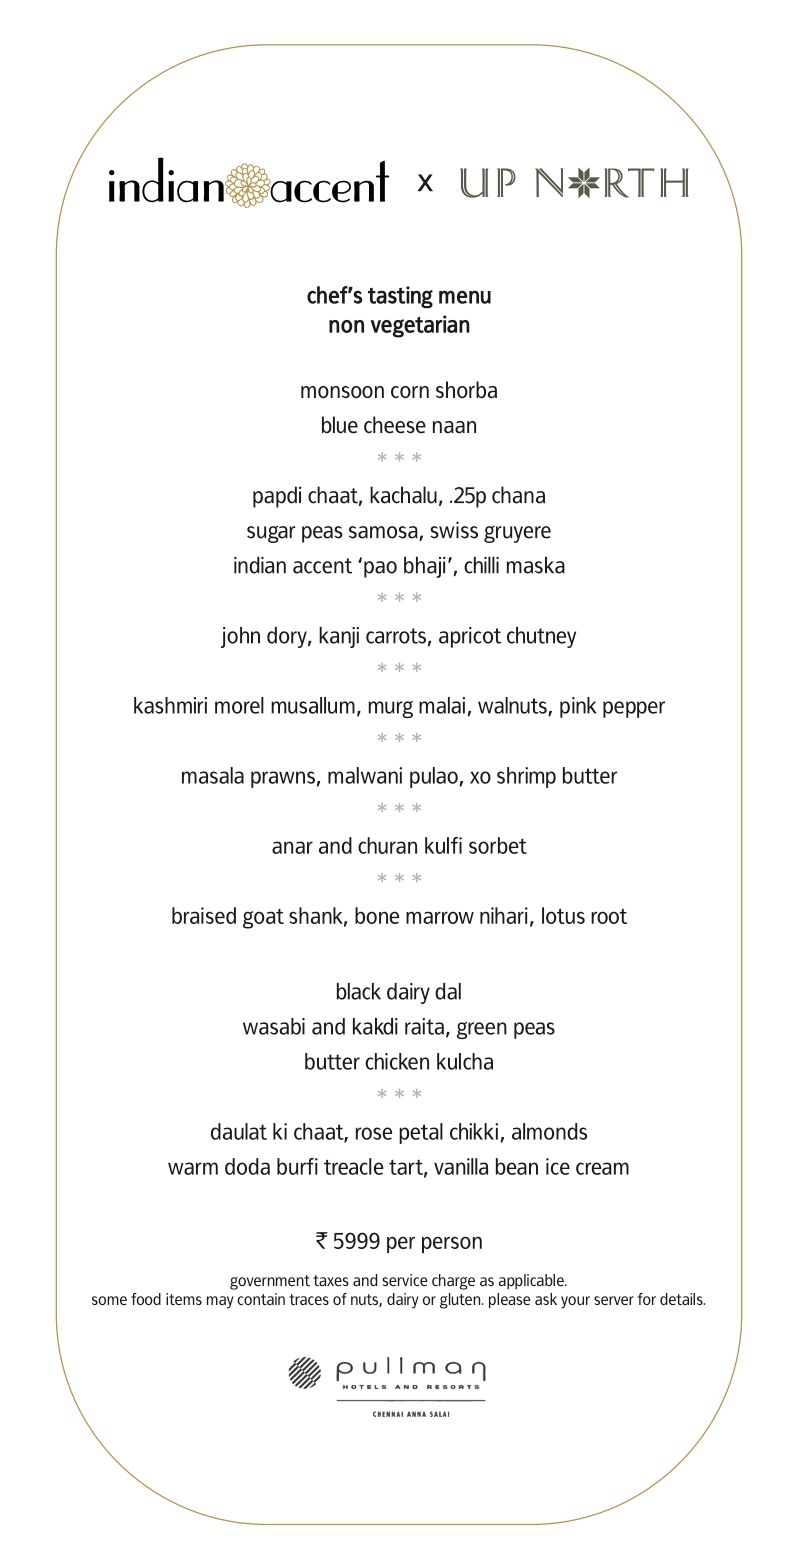 indian accent x UP NORTH
chef's tasting menu
non vegetarian
monsoon corn shorba
blue cheese naan
***
papdi chaat, kachalu, .25p chana
sugar peas samosa, swiss gruyere
indian accent ‘pao bhaji’, chilli maska
***
john dory, kanji carrots, apricot chutney
***
kashmiri morel musallum, murg malai, walnuts, pink pepper
***
masala prawns, malwani pulao, xo shrimp butter
***
anar and churan kulfi sorbet
***
braised goat shank, bone marrow nihari, lotus root
black dairy dal
wasabi and kakdi raita, green peas
butter chicken kulcha
***
daulat ki chaat, rose petal chikki, almonds
warm doda burfi treacle tart, vanilla bean ice cream
₹ 5999 per person
government taxes and service charge as applicable.
some food items may contain traces of nuts, dairy or gluten. please ask your server for details.
pullman
HOTELS AND RESORTS
CHENNAI ANNA SALAI